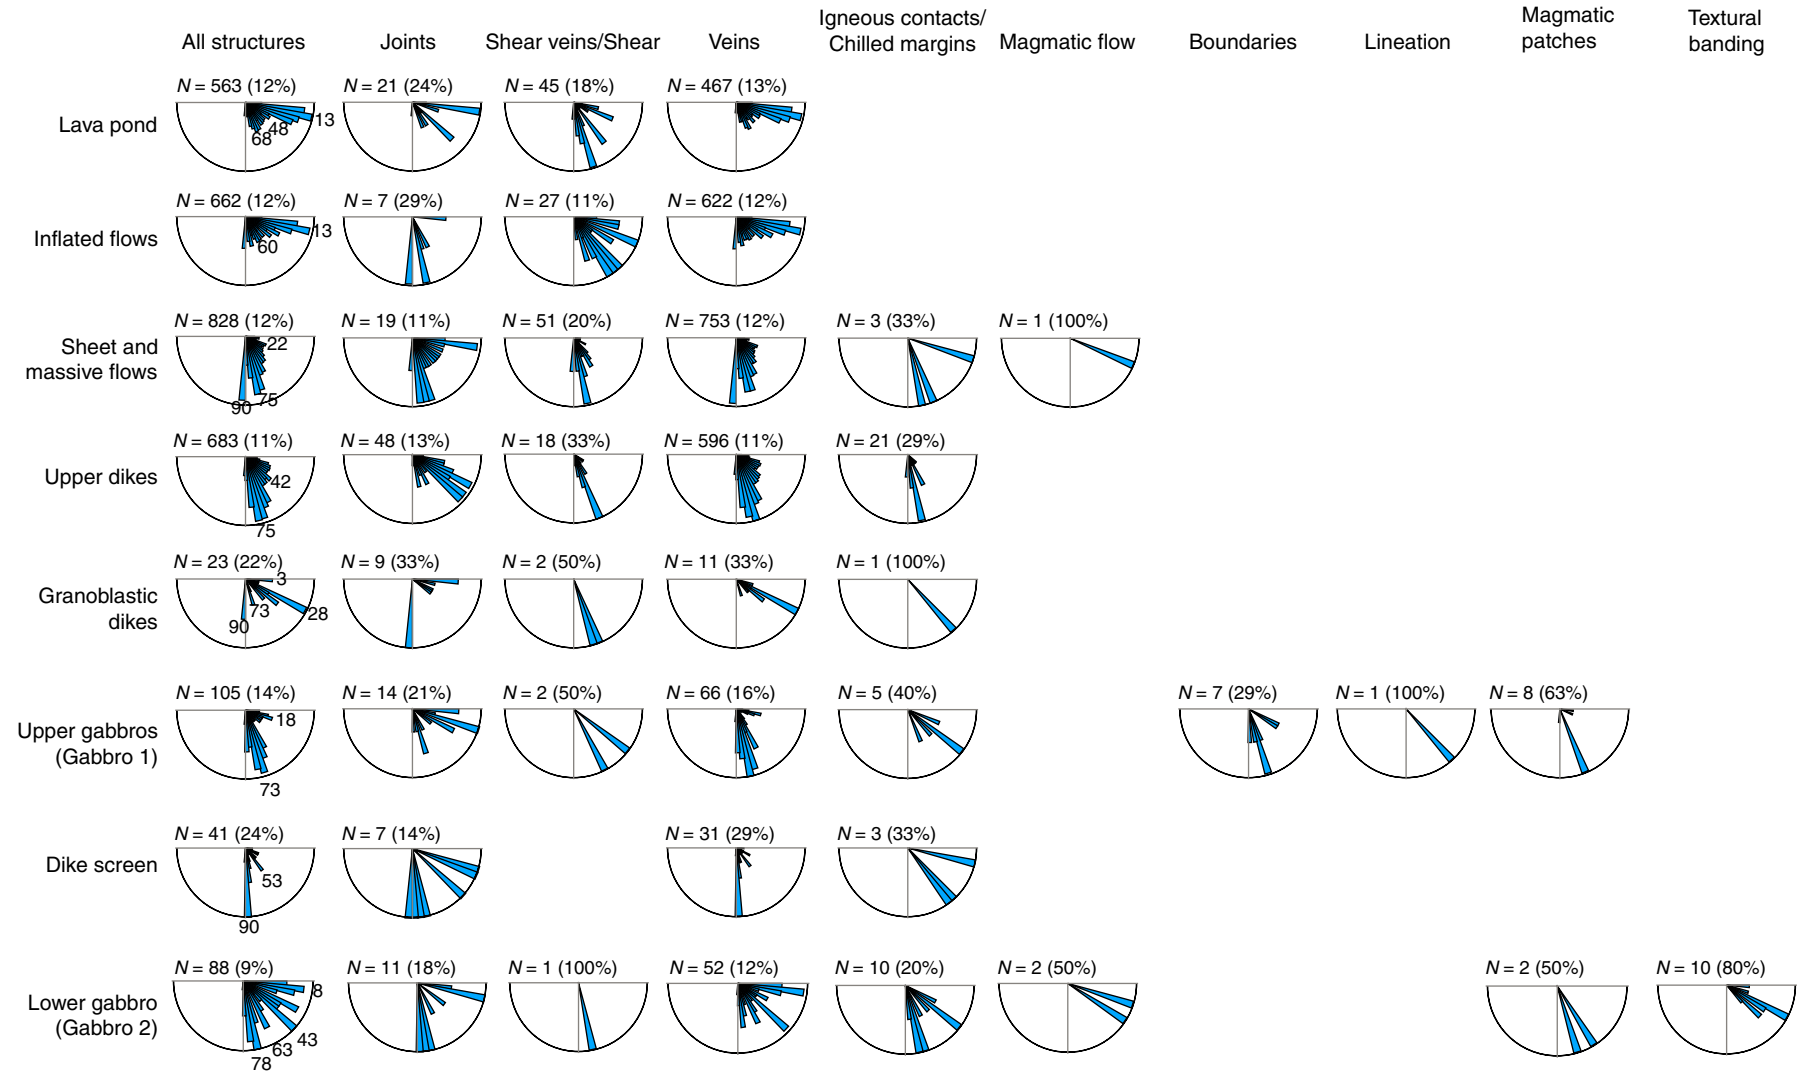 Igneous contacts/ Magmatic Textural
All structures Joints Shear veins/Shear Veins Chilled margins Magmatic flow Boundaries Lineation patches banding
N = 563 (12%) N = 21 (24%) N = 45 (18%) N = 467 (13%)
Lava pond 13 48 68
N = 662 (12%) N = 7 (29%) N = 27 (11%) N = 622 (12%)
Inflated flows 13 60
N = 828 (12%) N = 19 (11%) N = 51 (20%) N = 753 (12%) N = 3 (33%) N = 1 (100%)
Sheet and 22
massive flows
90 75
N = 683 (11%) N = 48 (13%) N = 18 (33%) N = 596 (11%) N = 21 (29%)
Upper dikes 42
75
N = 23 (22%) N = 9 (33%) N = 2 (50%) N = 11 (33%) N = 1 (100%)
3
Granoblastic 73 28
dikes 90
N = 105 (14%) N = 14 (21%) N = 2 (50%) N = 66 (16%) N = 5 (40%) N = 7 (29%) N = 1 (100%) N = 8 (63%)
Upper gabbros 18
(Gabbro 1)
73
N = 41 (24%) N = 7 (14%) N = 31 (29%) N = 3 (33%)
Dike screen 53
90
N = 88 (9%) N = 11 (18%) N = 1 (100%) N = 52 (12%) N = 10 (20%) N = 2 (50%) N = 2 (50%) N = 10 (80%)
Lower gabbro 8
(Gabbro 2) 43
63
78